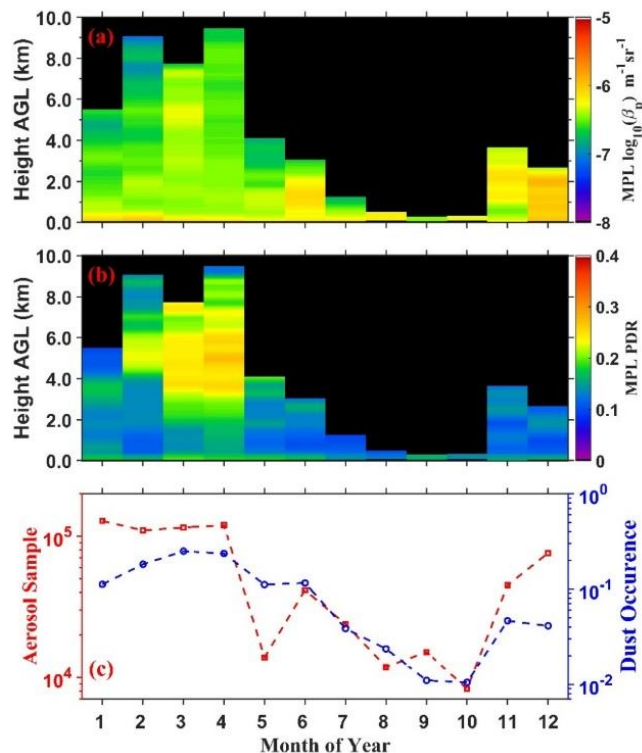 (a)
Height AGL (km)
10.0
8.0
6.0
4.0
2.0
0.0
-5
-6
-7
-8
MPL log10(βp) m-1sr-1
(b)
Height AGL (km)
10.0
8.0
6.0
4.0
2.0
0.0
0.4
0.3
0.2
0.1
0
MPL PDR
Aerosol Sample
10^5
10^4
(c)
10^0
10^-1
10^-2
Dust Occurence
1 2 3 4 5 6 7 8 9 10 11 12
Month of Year